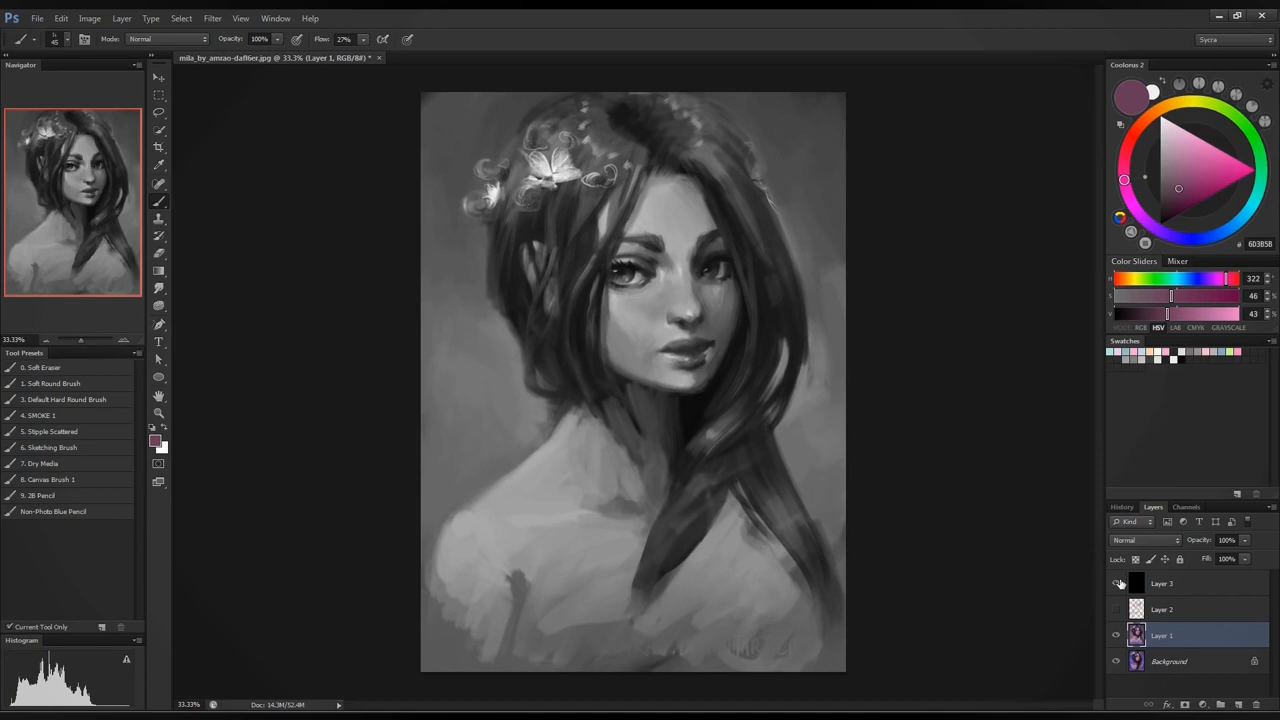 Ps File Edit Image Layer Type Select Filter View Window Help
45 Mode: Normal Opacity: 100% Flow: 27% Sycra
mila_by_amrao-dafl6er.jpg @ 33.3% (Layer 1, RGB/8#) * ×
Navigator
33.33%
Tool Presets
0. Soft Eraser
1. Soft Round Brush
3. Default Hard Round Brush
4. SMOKE 1
5. Stipple Scattered
6. Sketching Brush
7. Dry Media
8. Canvas Brush 1
9. 2B Pencil
Non-Photo Blue Pencil
Current Tool Only
Histogram
33.33% Doc: 14.3M/52.4M
Coolorus 2
# 6D3B5B
Color Sliders Mixer
H 322 °
S 46 %
V 43 %
MODE RGB HSV LAB CMYK GRAYSCALE
Swatches
History Layers Channels
Kind
Normal Opacity: 100%
Lock: Fill: 100%
Layer 3
Layer 2
Layer 1
Background